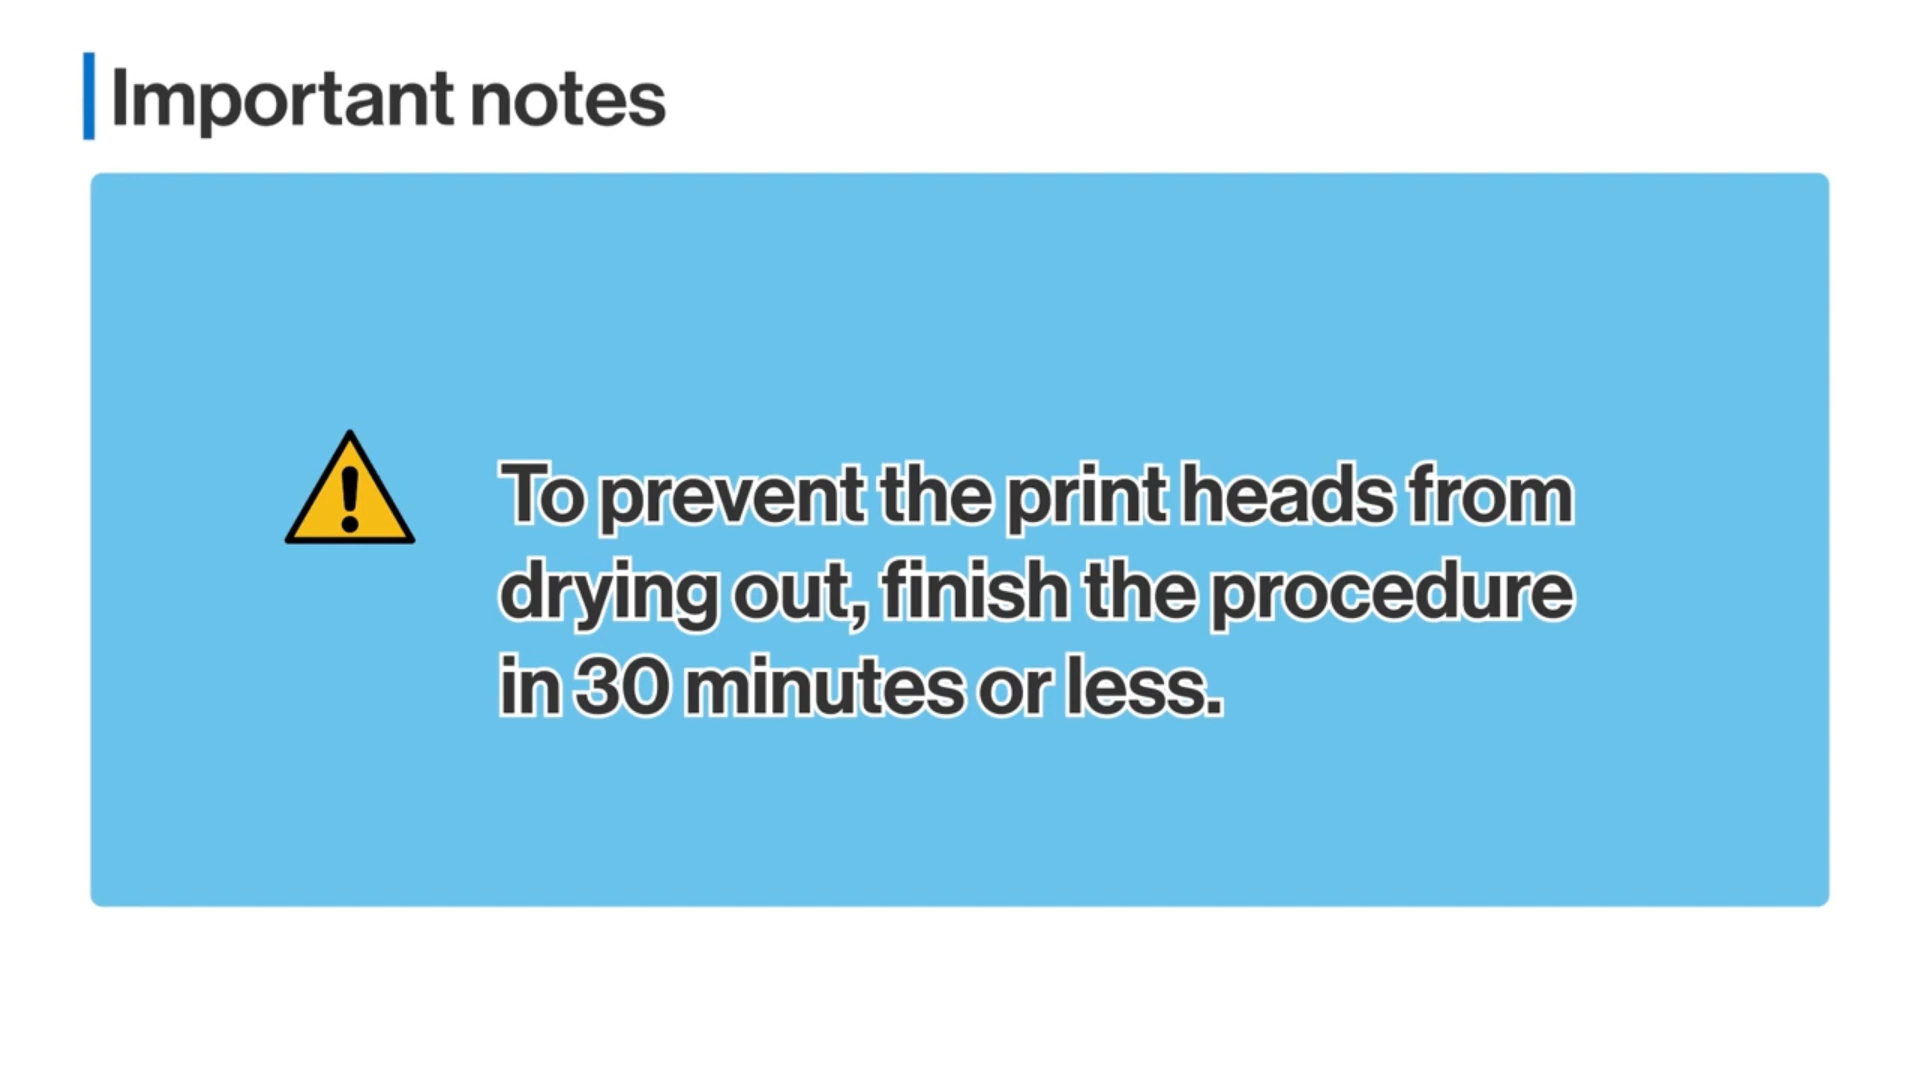 Important notes
To prevent the print heads from
drying out, finish the procedure
in 30 minutes or less.